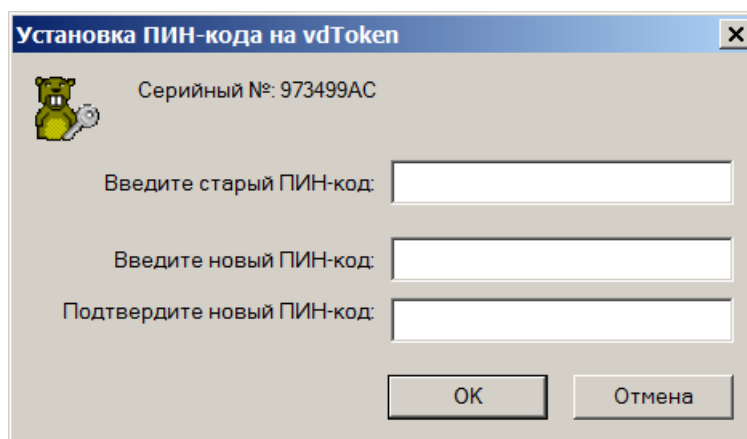 Установка ПИН-кода на vdToken
Серийный №: 973499AC
Введите старый ПИН-код:
Введите новый ПИН-код:
Подтвердите новый ПИН-код:
OK Отмена